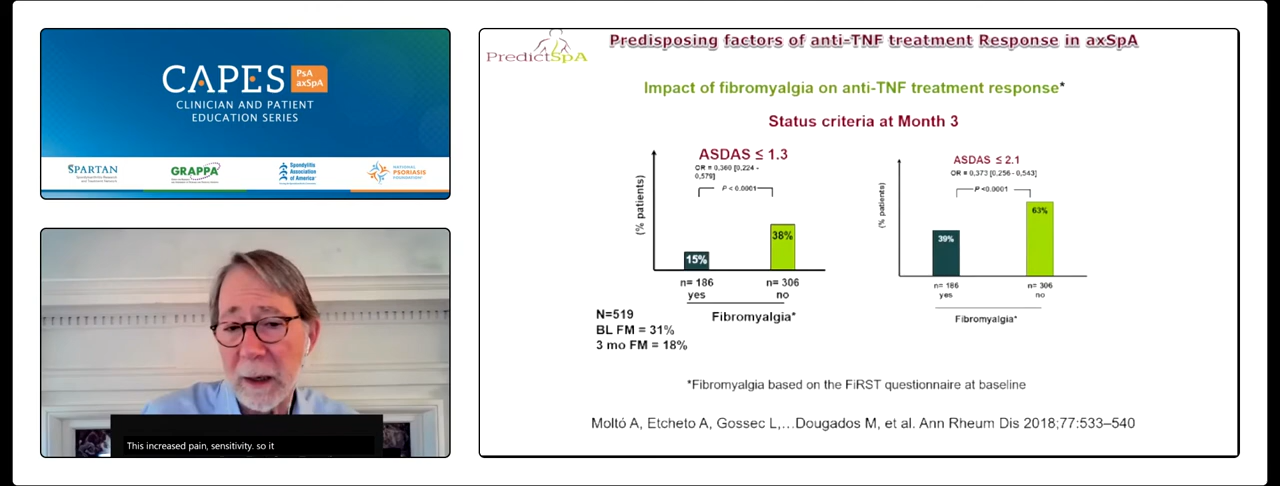 CAPES
PsA
axSpA
CLINICIAN AND PATIENT
EDUCATION SERIES
SPARTAN
GRAPPA
Spondylitis
Association
of America
NATIONAL
PSORIASIS
FOUNDATION
This increased pain, sensitivity. so it
PredictSpA
Predisposing factors of anti-TNF treatment Response in axSpA
Impact of fibromyalgia on anti-TNF treatment response*
Status criteria at Month 3
ASDAS ≤ 1.3
OR = 0,360 [0,224 -
0,579]
P < 0.0001
(% patients)
15%
38%
n= 186
yes
n= 306
no
Fibromyalgia*
ASDAS ≤ 2.1
OR = 0,373 [0,256 - 0,543]
P <0.0001
(% patients)
39%
63%
n= 186
yes
n= 306
no
Fibromyalgia*
N=519
BL FM = 31%
3 mo FM = 18%
*Fibromyalgia based on the FiRST questionnaire at baseline
Moltó A, Etcheto A, Gossec L,...Dougados M, et al. Ann Rheum Dis 2018;77:533–540